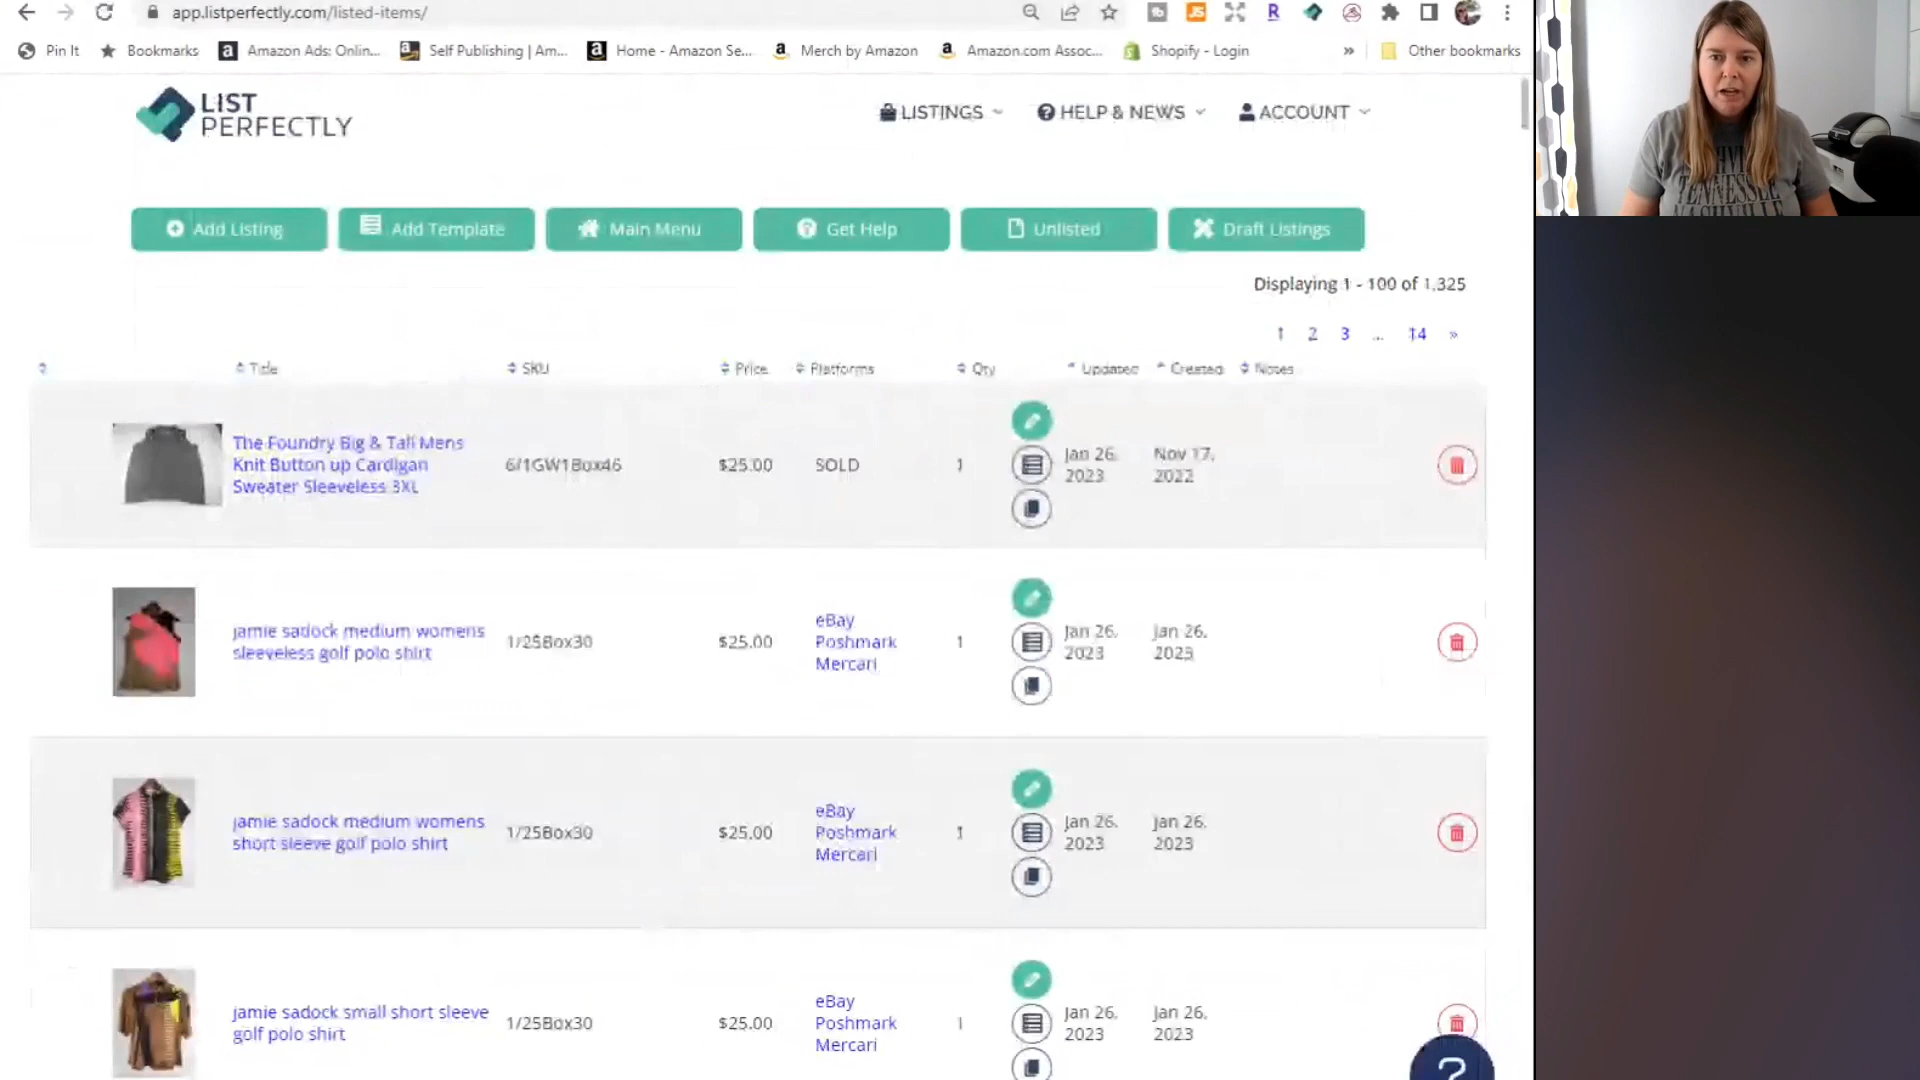 app.listperfectly.com/listed-items/
Pin It
Bookmarks
Amazon Ads: Onlin...
Self Publishing | Am...
Home - Amazon Se...
Merch by Amazon
Amazon.com Assoc...
Shopify - Login
»
Other bookmarks
LIST
PERFECTLY
LISTINGS
HELP & NEWS
ACCOUNT
Add Listing
Add Template
Main Menu
Get Help
Unlisted
Draft Listings
Displaying 1 - 100 of 1,325
1 2 3 ... 14 »
Title SKU Price Platforms Qty Updated Created Notes
The Foundry Big & Tall Mens
Knit Button up Cardigan
Sweater Sleeveless 3XL
6/1GW1Box46
$25.00
SOLD
1
Jan 26,
2023
Nov 17,
2022
jamie sadock medium womens
sleeveless golf polo shirt
1/25Box30
$25.00
eBay
Poshmark
Mercari
1
Jan 26,
2023
Jan 26,
2023
jamie sadock medium womens
short sleeve golf polo shirt
1/25Box30
$25.00
eBay
Poshmark
Mercari
1
Jan 26,
2023
Jan 26,
2023
jamie sadock small short sleeve
golf polo shirt
1/25Box30
$25.00
eBay
Poshmark
Mercari
1
Jan 26,
2023
Jan 26,
2023
?
TENNESSEE
NASHVILLE